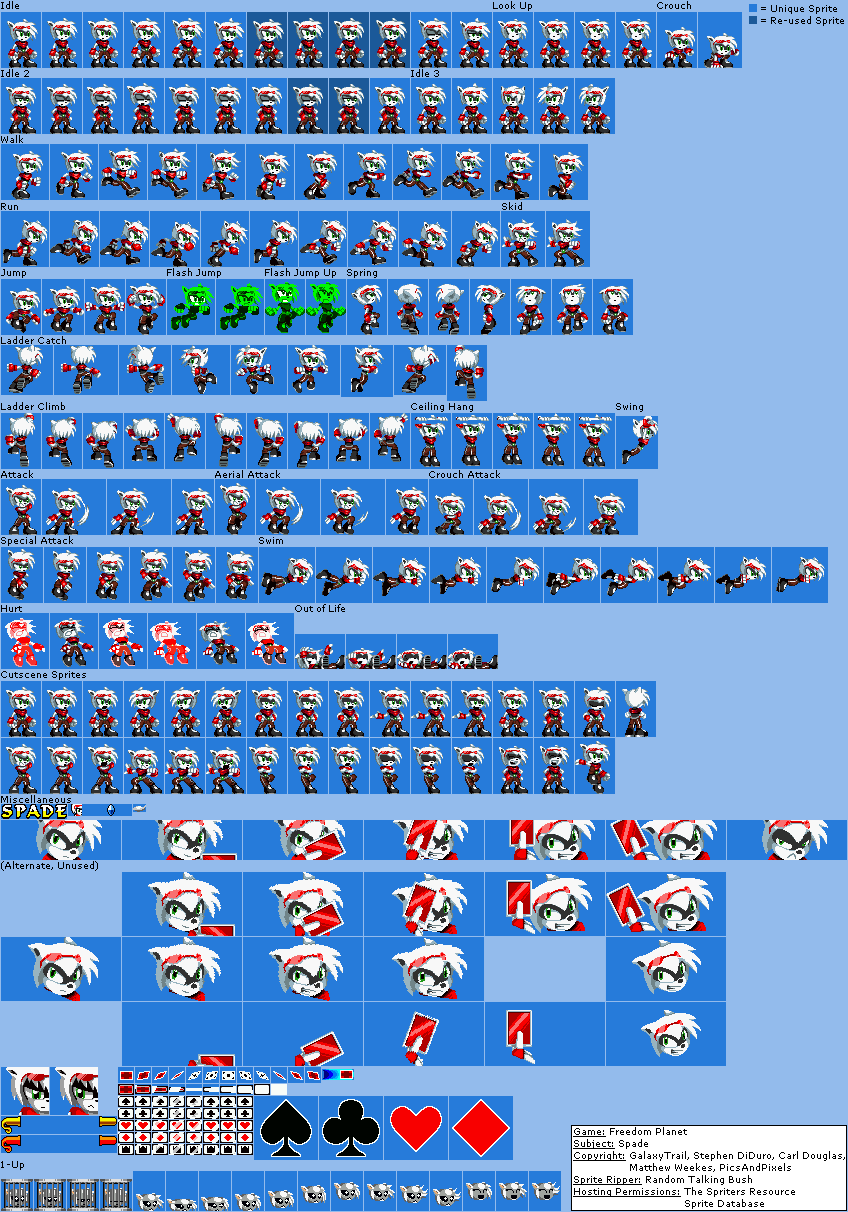 Idle
Look Up
Crouch
= Unique Sprite
= Re-used Sprite
Idle 2
Idle 3
Walk
Run
Skid
Jump
Flash Jump
Flash Jump Up
Spring
Ladder Catch
Ladder Climb
Ceiling Hang
Swing
Attack
Aerial Attack
Crouch Attack
Special Attack
Swim
Hurt
Out of Life
Cutscene Sprites
Miscellaneous
SPADE
(Alternate, Unused)
1-Up
Game: Freedom Planet
Subject: Spade
Copyright: GalaxyTrail, Stephen DiDuro, Carl Douglas,
Matthew Weekes, PicsAndPixels
Sprite Ripper: Random Talking Bush
Hosting Permissions: The Spriters Resource
Sprite Database